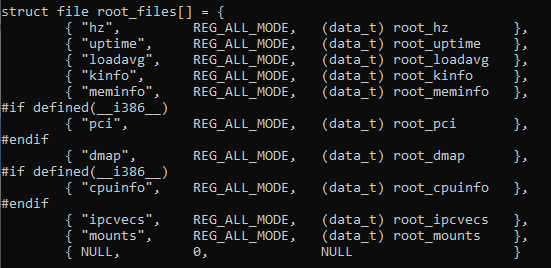 struct file root_files[] = {
        { "hz",         REG_ALL_MODE,   (data_t) root_hz        },
        { "uptime",     REG_ALL_MODE,   (data_t) root_uptime    },
        { "loadavg",    REG_ALL_MODE,   (data_t) root_loadavg   },
        { "kinfo",      REG_ALL_MODE,   (data_t) root_kinfo     },
        { "meminfo",    REG_ALL_MODE,   (data_t) root_meminfo   },
#if defined(__i386__)
        { "pci",        REG_ALL_MODE,   (data_t) root_pci       },
#endif
        { "dmap",       REG_ALL_MODE,   (data_t) root_dmap      },
#if defined(__i386__)
        { "cpuinfo",    REG_ALL_MODE,   (data_t) root_cpuinfo   },
#endif
        { "ipcvecs",    REG_ALL_MODE,   (data_t) root_ipcvecs   },
        { "mounts",     REG_ALL_MODE,   (data_t) root_mounts    },
        { NULL,         0,              NULL                    }